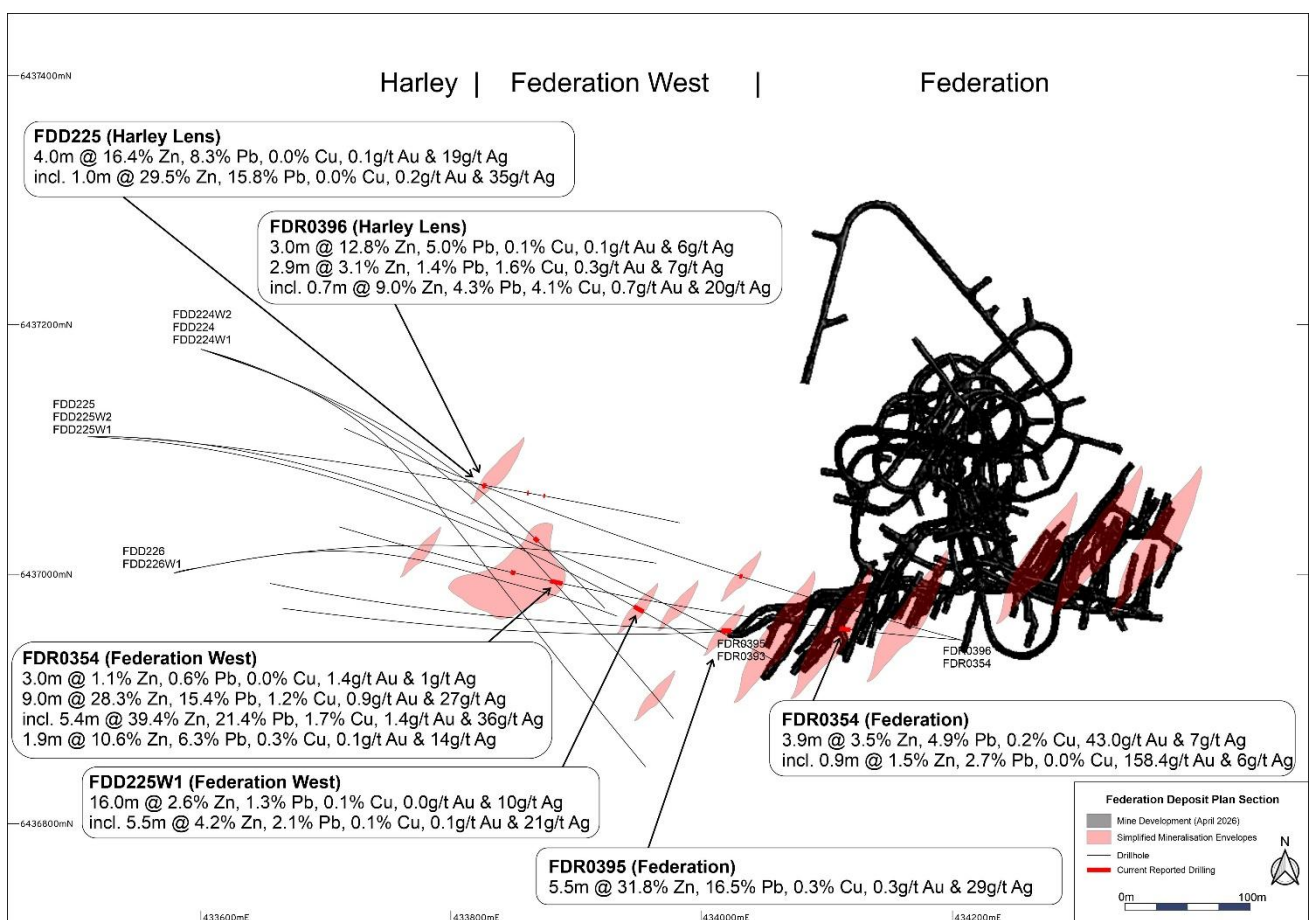 Harley | Federation West | Federation
6437400mN
FDD225 (Harley Lens)
4.0m @ 16.4% Zn, 8.3% Pb, 0.0% Cu, 0.1g/t Au & 19g/t Ag
incl. 1.0m @ 29.5% Zn, 15.8% Pb, 0.0% Cu, 0.2g/t Au & 35g/t Ag
FDR0396 (Harley Lens)
3.0m @ 12.8% Zn, 5.0% Pb, 0.1% Cu, 0.1g/t Au & 6g/t Ag
2.9m @ 3.1% Zn, 1.4% Pb, 1.6% Cu, 0.3g/t Au & 7g/t Ag
incl. 0.7m @ 9.0% Zn, 4.3% Pb, 4.1% Cu, 0.7g/t Au & 20g/t Ag
6437200mN
FDD224W2
FDD224
FDD224W1
FDD225
FDD225W2
FDD225W1
FDD226
FDD226W1
6437000mN
FDR0395
FDR0393
FDR0396
FDR0354
FDR0354 (Federation West)
3.0m @ 1.1% Zn, 0.6% Pb, 0.0% Cu, 1.4g/t Au & 1g/t Ag
9.0m @ 28.3% Zn, 15.4% Pb, 1.2% Cu, 0.9g/t Au & 27g/t Ag
incl. 5.4m @ 39.4% Zn, 21.4% Pb, 1.7% Cu, 1.4g/t Au & 36g/t Ag
1.9m @ 10.6% Zn, 6.3% Pb, 0.3% Cu, 0.1g/t Au & 14g/t Ag
FDR0354 (Federation)
3.9m @ 3.5% Zn, 4.9% Pb, 0.2% Cu, 43.0g/t Au & 7g/t Ag
incl. 0.9m @ 1.5% Zn, 2.7% Pb, 0.0% Cu, 158.4g/t Au & 6g/t Ag
FDD225W1 (Federation West)
16.0m @ 2.6% Zn, 1.3% Pb, 0.1% Cu, 0.0g/t Au & 10g/t Ag
incl. 5.5m @ 4.2% Zn, 2.1% Pb, 0.1% Cu, 0.1g/t Au & 21g/t Ag
6436800mN
FDR0395 (Federation)
5.5m @ 31.8% Zn, 16.5% Pb, 0.3% Cu, 0.3g/t Au & 29g/t Ag
Federation Deposit Plan Section
Mine Development (April 2026)
Simplified Mineralisation Envelopes
Drillhole
Current Reported Drilling
N
0m 100m
433600mE
433800mE
434000mE
434200mE